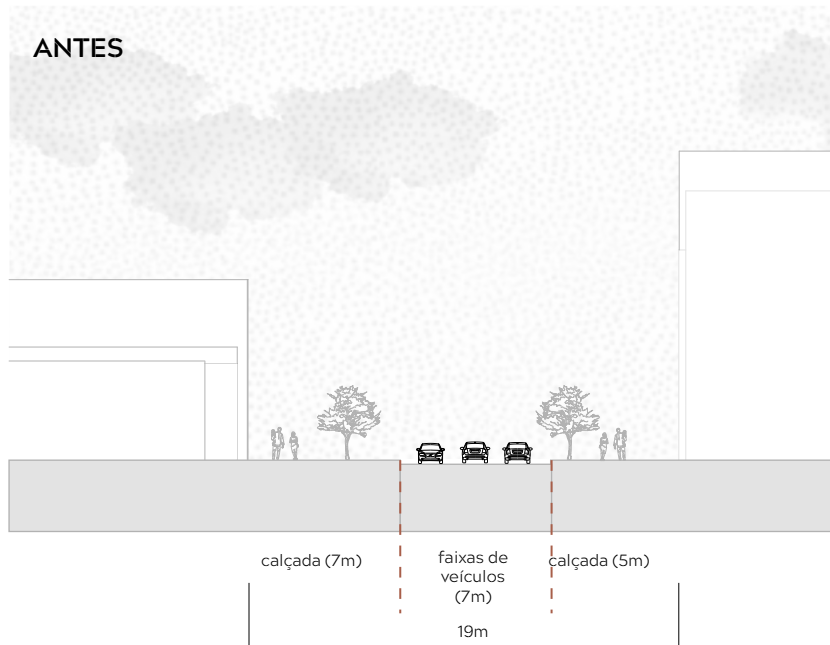 ANTES
calçada (7m)
faixas de
veículos
(7m)
calçada (5m)
19m